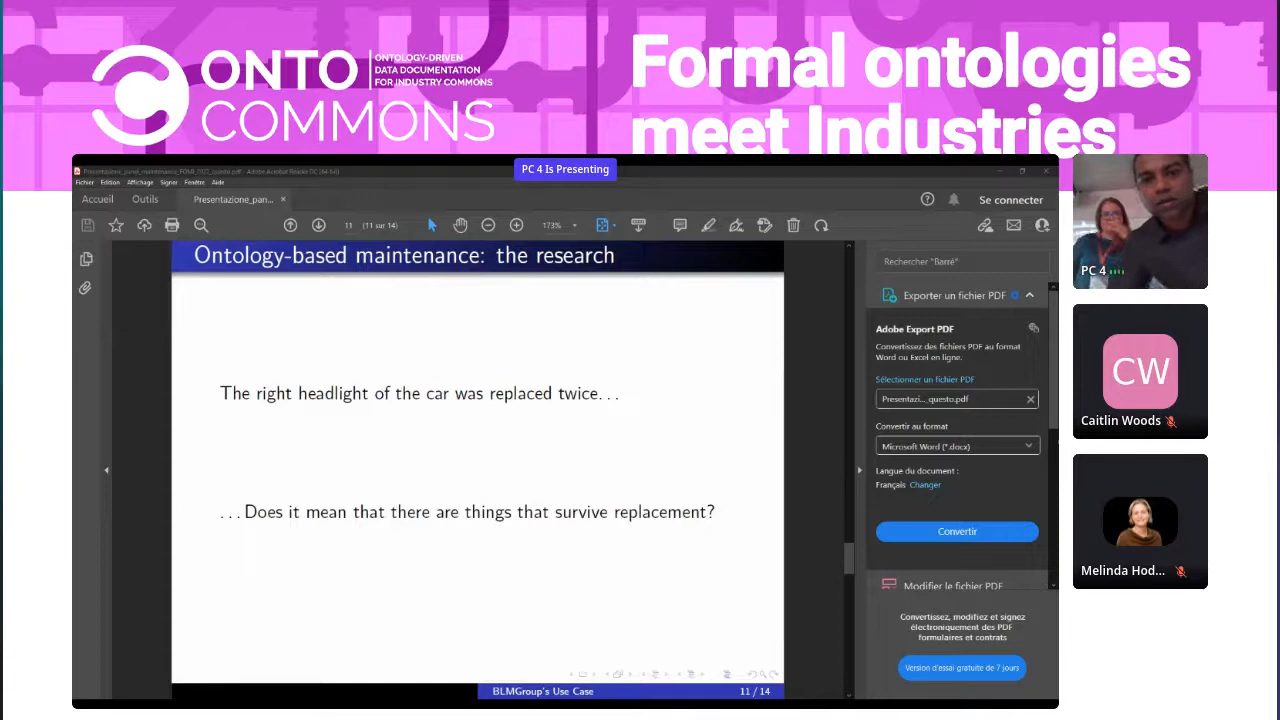 ONTO
COMMONS
ONTOLOGY-DRIVEN
DATA DOCUMENTATION
FOR INDUSTRY COMMONS
Formal ontologies
meet Industries
PC 4 Is Presenting
Fichier Edition Affichage Signer Fenêtre Aide
Accueil Outils Presentazione_pan... × Se connecter
11 (11 sur 14) 173%
Ontology-based maintenance: the research
The right headlight of the car was replaced twice...
...Does it mean that there are things that survive replacement?
BLMGroup's Use Case 11 / 14
Rechercher "Barré"
Exporter un fichier PDF
Adobe Export PDF
Convertissez des fichiers PDF au format
Word ou Excel en ligne.
Sélectionner un fichier PDF
Presentazi..._questo.pdf
Convertir au format
Microsoft Word (*.docx)
Langue du document :
Français Changer
Convertir
Modifier le fichier PDF
Convertissez, modifiez et signez
électroniquement des PDF
formulaires et contrats
Version d'essai gratuite de 7 jours
PC 4
CW
Caitlin Woods
Melinda Hod...